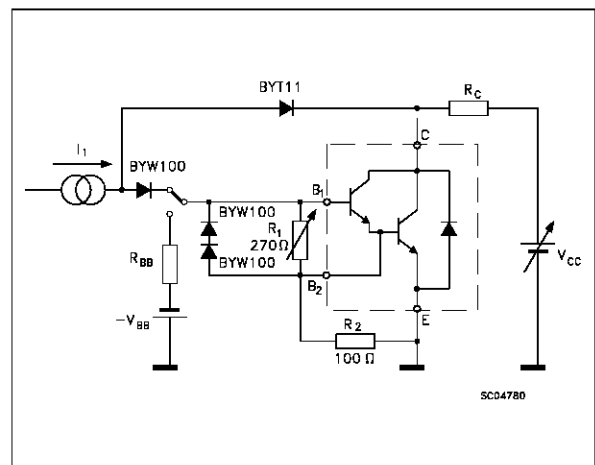 BYT11
R_C
I_1
BYW100
B_1
C
BYW100
R_1
270Ω
R_BB
BYW100
B_2
V_CC
-V_BB
E
R_2
100 Ω
SC04780